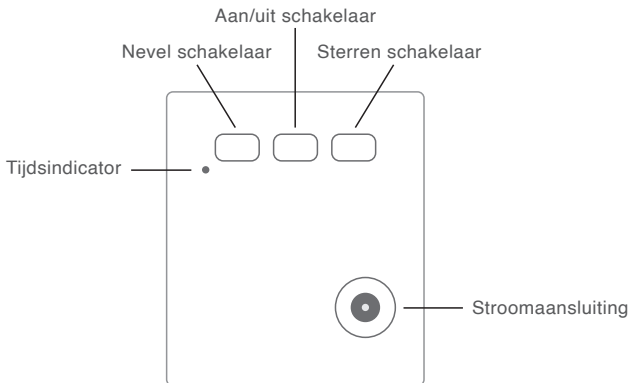 Aan/uit schakelaar
Nevel schakelaar
Sterren schakelaar
Tijdsindicator
Stroomaansluiting